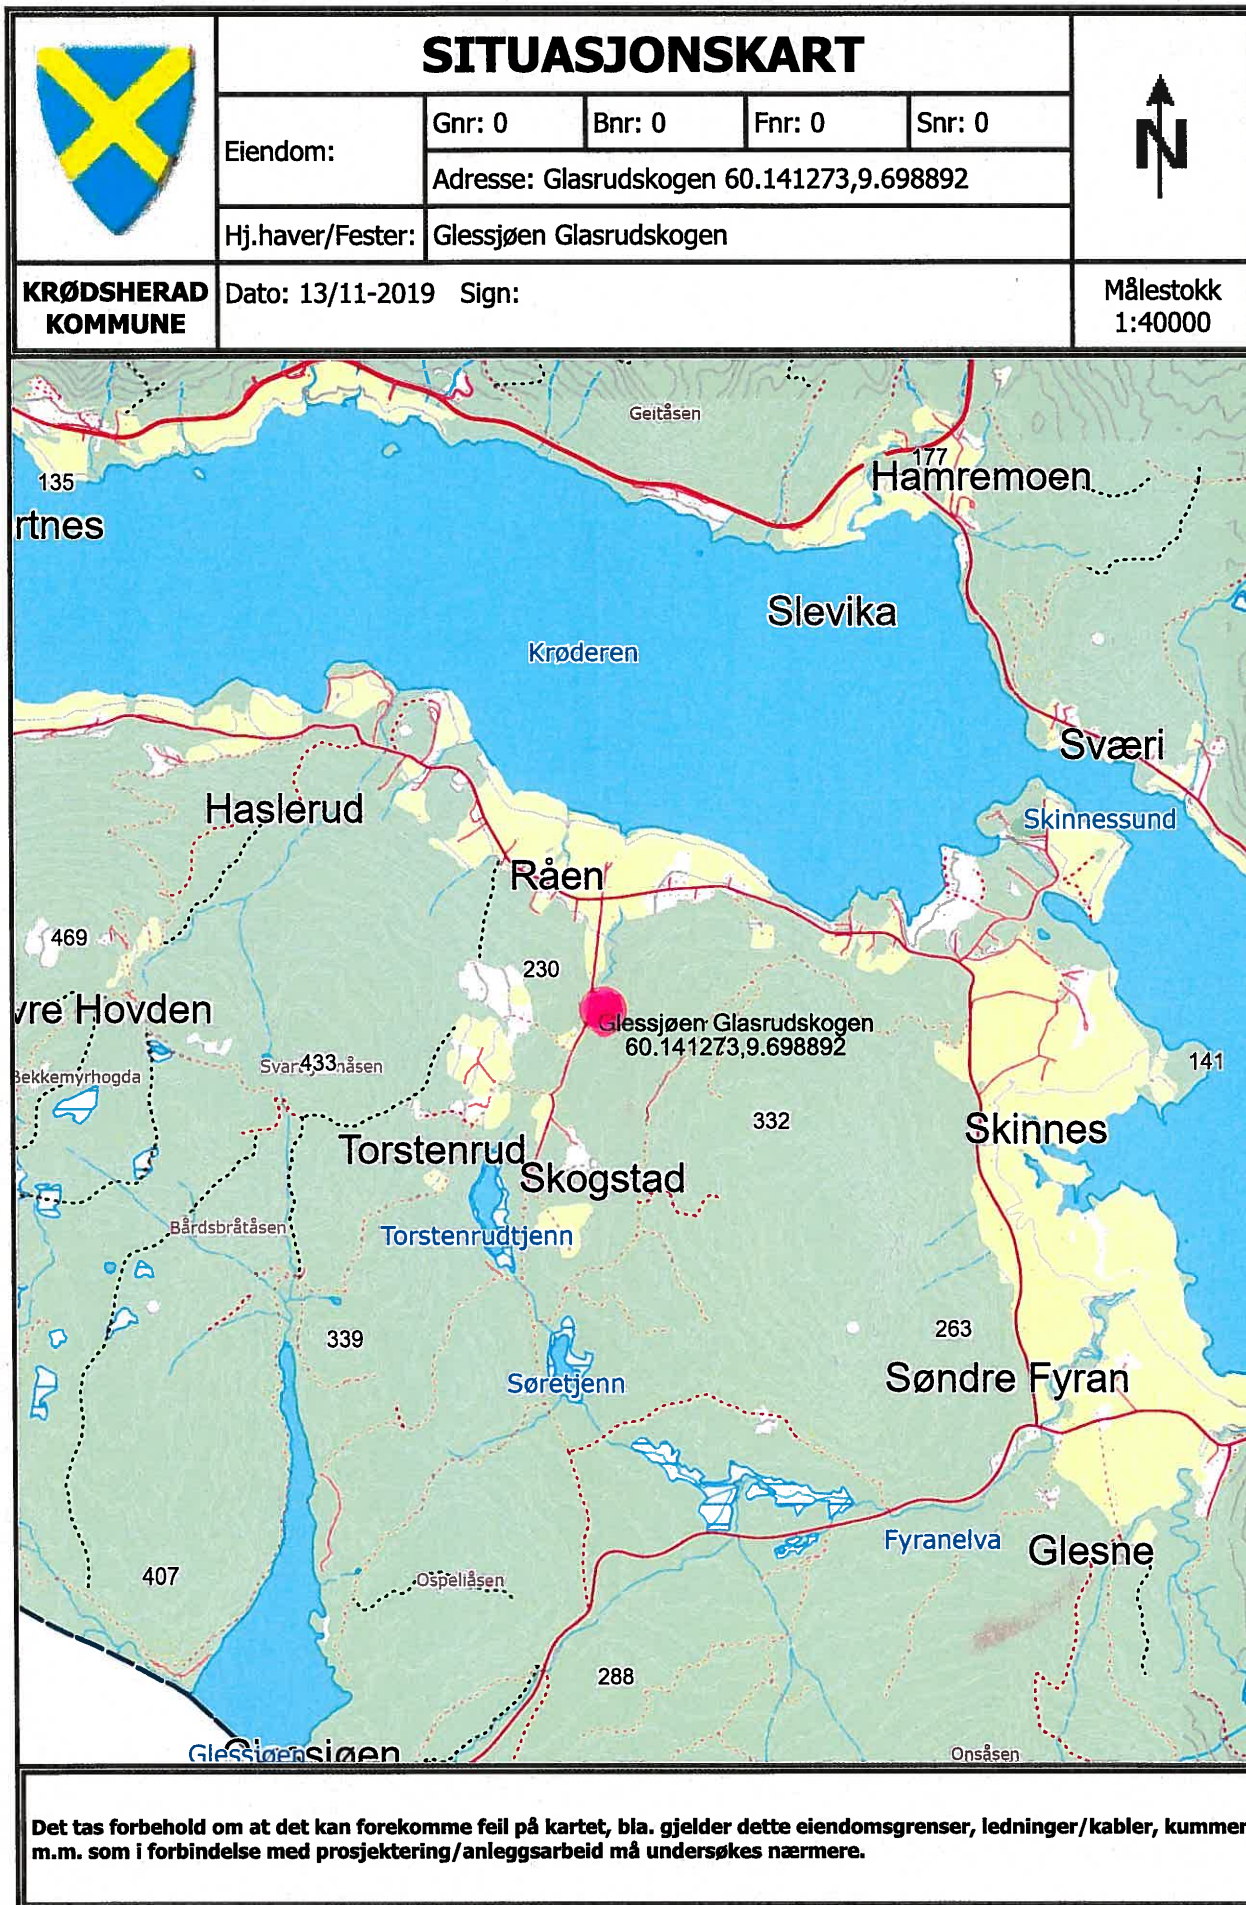 SITUASJONSKART
Eiendom:
Gnr: 0
Bnr: 0
Fnr: 0
Snr: 0
Adresse: Glasrudskogen 60.141273,9.698892
Hj.haver/Fester:
Glessjøen Glasrudskogen
N
KRØDSHERAD
KOMMUNE
Dato: 13/11-2019 Sign:
Målestokk
1:40000
Geitåsen
177
Hamremoen
135
rtnes
Slevika
Krøderen
Sværi
Haslerud
Skinnessund
Råen
469
230
vre Hovden
Glessjøen Glasrudskogen
60.141273,9.698892
433
141
Bekkemyrhogda
332
Skinnes
Torstenrud
Skogstad
Bårdsbråtåsen
Torstenrudtjenn
339
263
Søretjenn
Søndre Fyran
Fyranelva
Glesne
407
Ospeliåsen
288
Glessjøen
Onsåsen
Det tas forbehold om at det kan forekomme feil på kartet, bla. gjelder dette eiendomsgrenser, ledninger/kabler, kummer
m.m. som i forbindelse med prosjektering/anleggsarbeid må undersøkes nærmere.